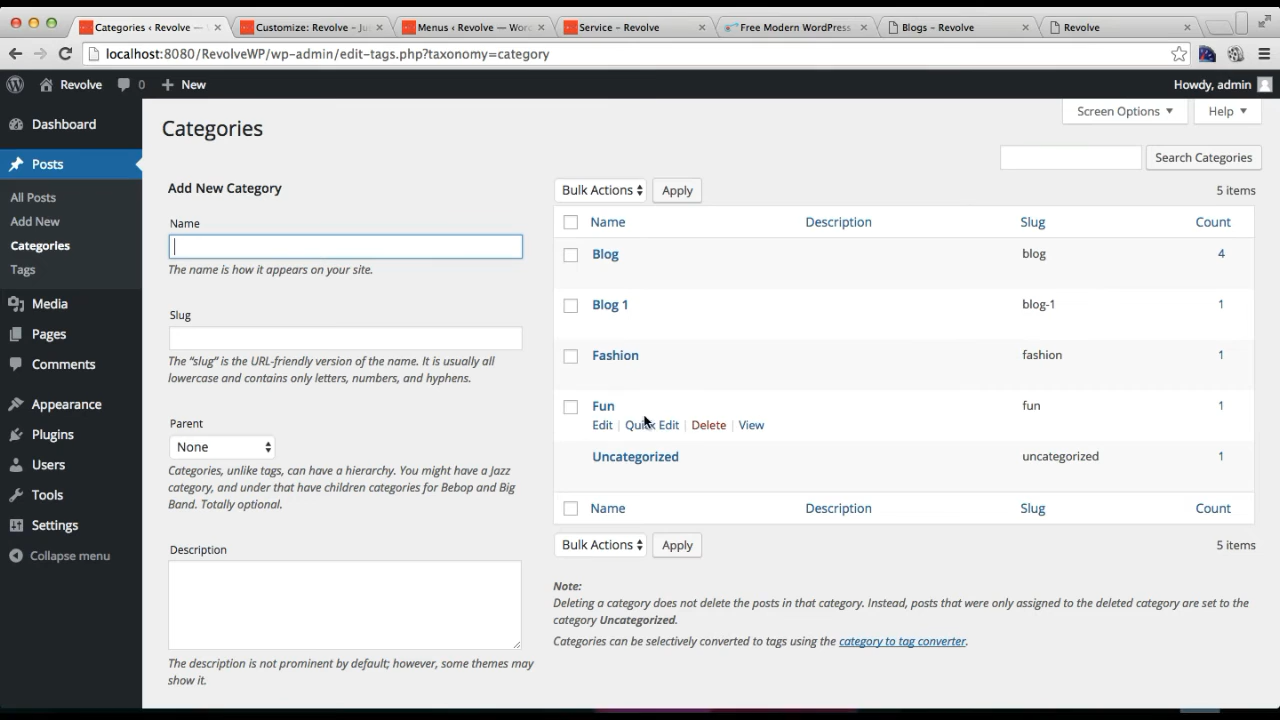 Categories ‹ Revolve —
Customize: Revolve – Jus
Menus ‹ Revolve — Word
Service – Revolve
Free Modern WordPress
Blogs – Revolve
Revolve
localhost:8080/RevolveWP/wp-admin/edit-tags.php?taxonomy=category
Revolve
0
New
Howdy, admin
Dashboard
Posts
All Posts
Add New
Categories
Tags
Media
Pages
Comments
Appearance
Plugins
Users
Tools
Settings
Collapse menu
Screen Options
Help
Categories
Search Categories
Add New Category
Name
The name is how it appears on your site.
Slug
The “slug” is the URL-friendly version of the name. It is usually all
lowercase and contains only letters, numbers, and hyphens.
Parent
None
Categories, unlike tags, can have a hierarchy. You might have a Jazz
category, and under that have children categories for Bebop and Big
Band. Totally optional.
Description
The description is not prominent by default; however, some themes may
show it.
Bulk Actions
Apply
5 items
Name Description Slug Count
Blog blog 4
Blog 1 blog-1 1
Fashion fashion 1
Fun fun 1
Edit | Quick Edit | Delete | View
Uncategorized uncategorized 1
Name Description Slug Count
Bulk Actions
Apply
5 items
Note:
Deleting a category does not delete the posts in that category. Instead, posts that were only assigned to the deleted category are set to the
category Uncategorized.
Categories can be selectively converted to tags using the category to tag converter.